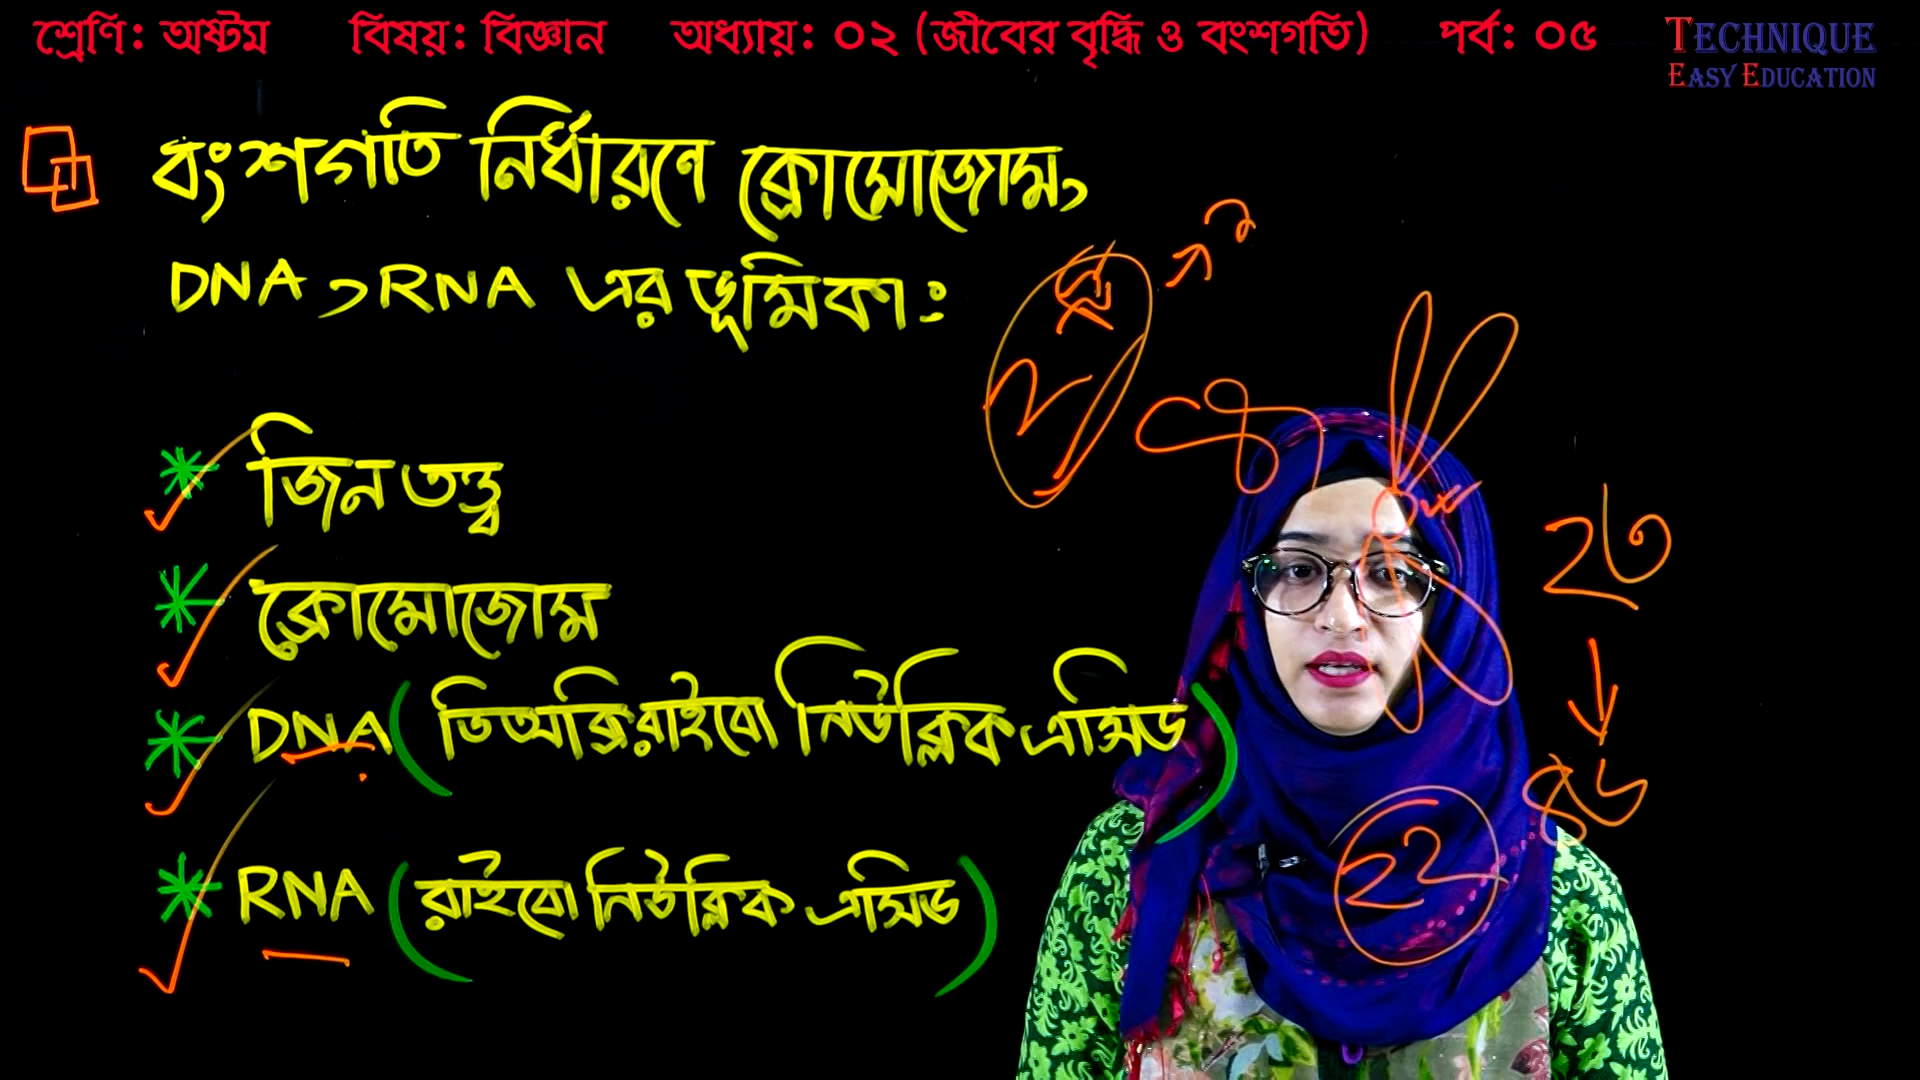 শ্রেণি: অষ্টম বিষয়: বিজ্ঞান অধ্যায়: ০২ (জীবের বৃদ্ধি ও বংশগতি) পর্ব: ০৫
TECHNIQUE
EASY EDUCATION
বংশগতি নির্ধারণে ক্রোমোজোম,
DNA, RNA এর ভূমিকা:
জিন তত্ত্ব
ক্রোমোজোম
DNA (ডিঅক্সিরাইবো নিউক্লিক এসিড)
RNA (রাইবো নিউক্লিক এসিড)
২৩
৪৬
২২